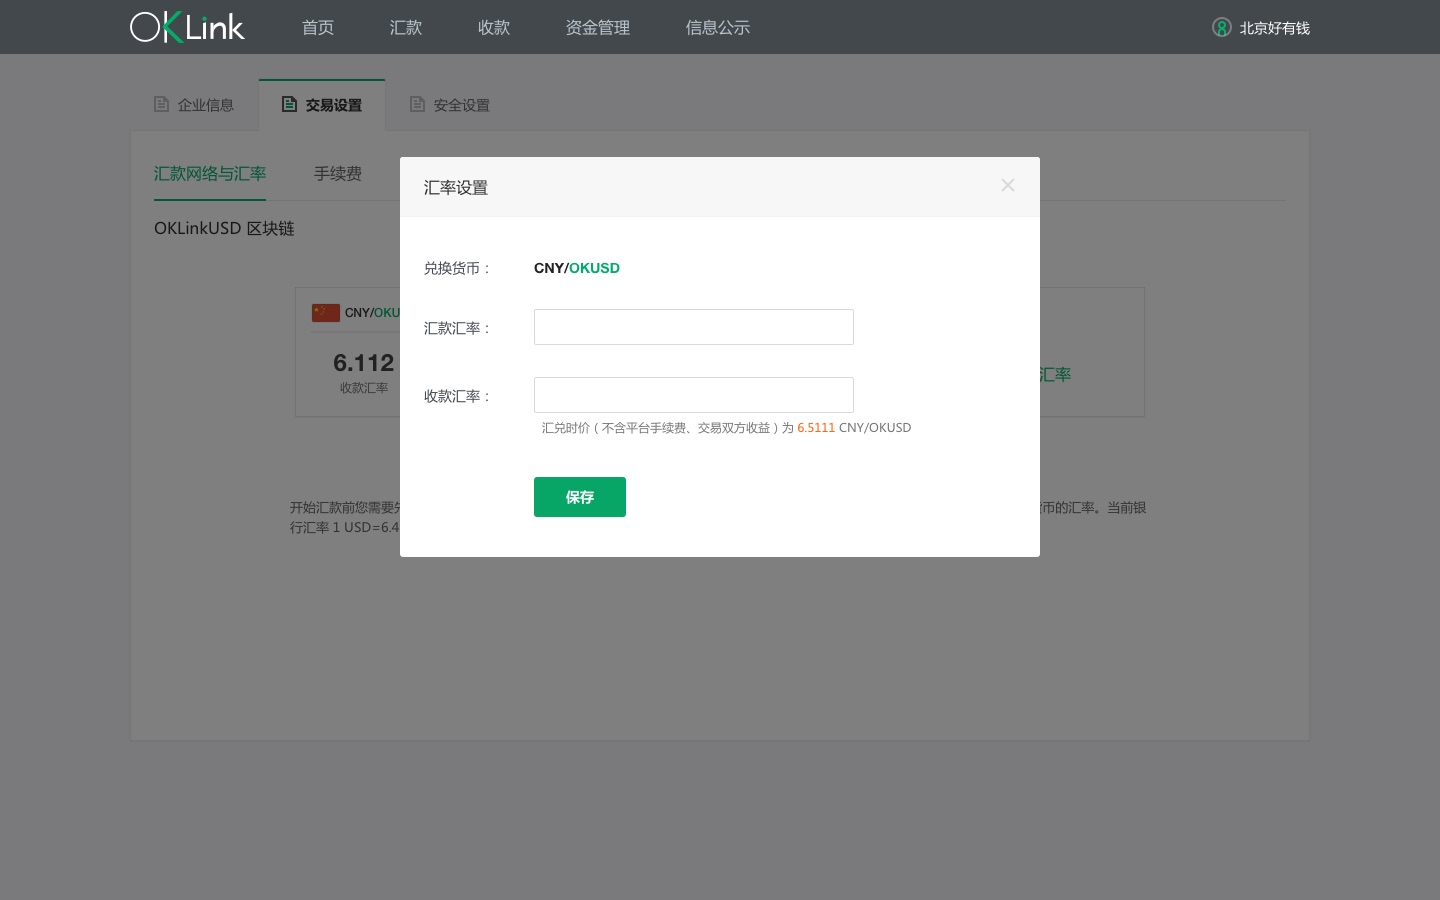 OKLink 首页 汇款 收款 资金管理 信息公示 北京好有钱
企业信息 交易设置 安全设置
汇款网络与汇率 手续费
OKLinkUSD 区块链
CNY/OKU
6.112
收款汇率
汇率
开始汇款前您需要
币的汇率。当前银
行汇率 1 USD=6.4
汇率设置
兑换货币：
CNY/OKUSD
汇款汇率：
收款汇率：
汇兑时价（不含平台手续费、交易双方收益）为 6.5111 CNY/OKUSD
保存